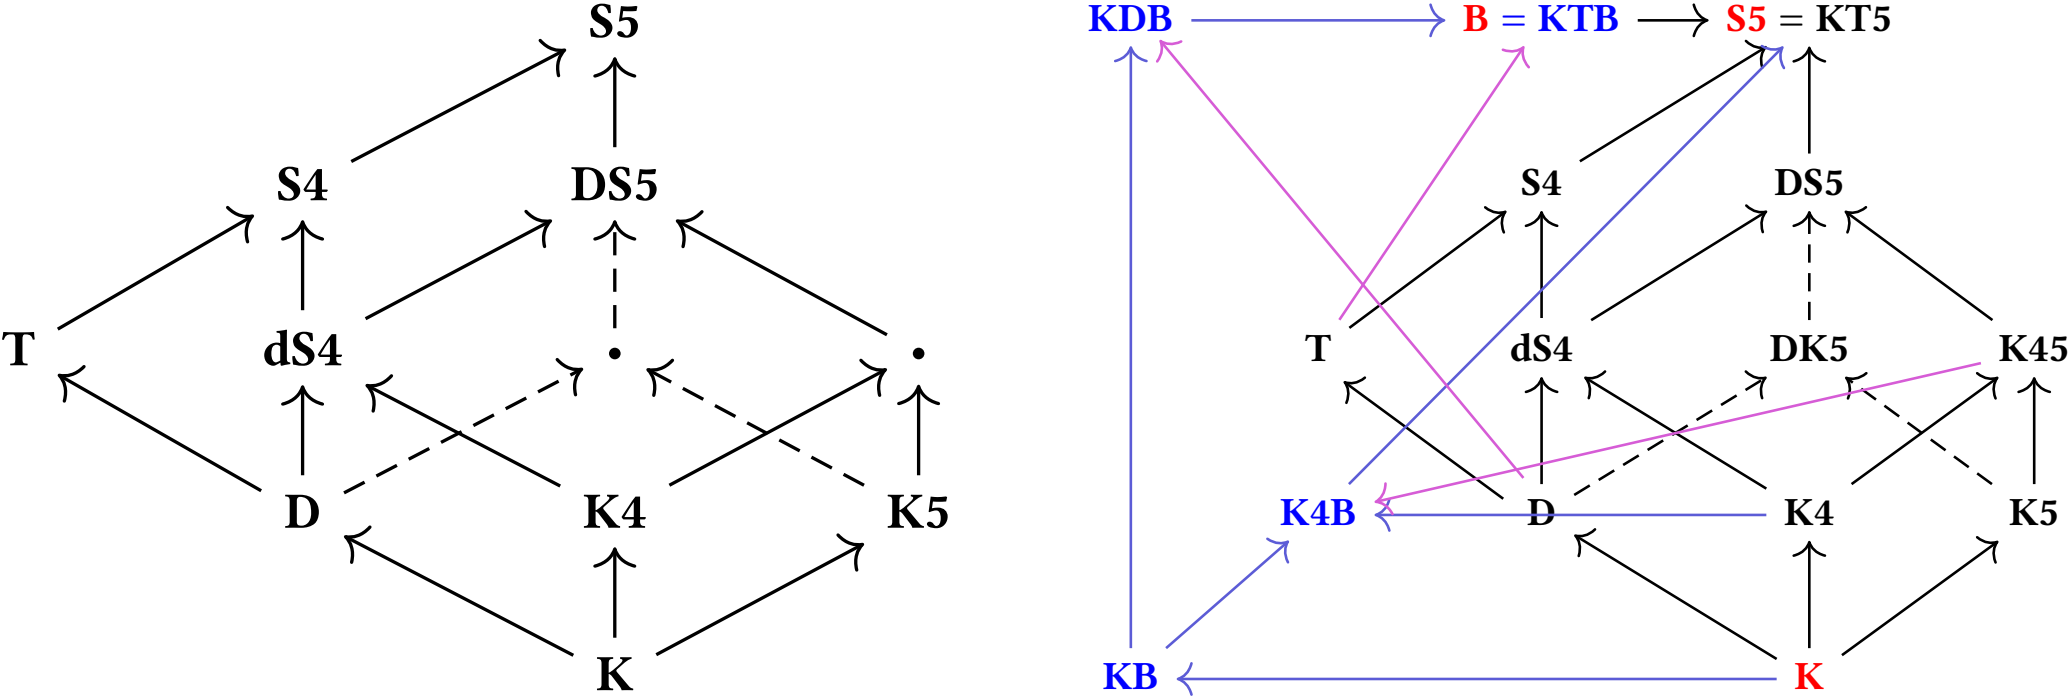 S5
S4 DS5
T dS4
D K4 K5
K
KDB B = KTB S5 = KT5
S4 DS5
T dS4 DK5 K45
K4B D K4 K5
KB K